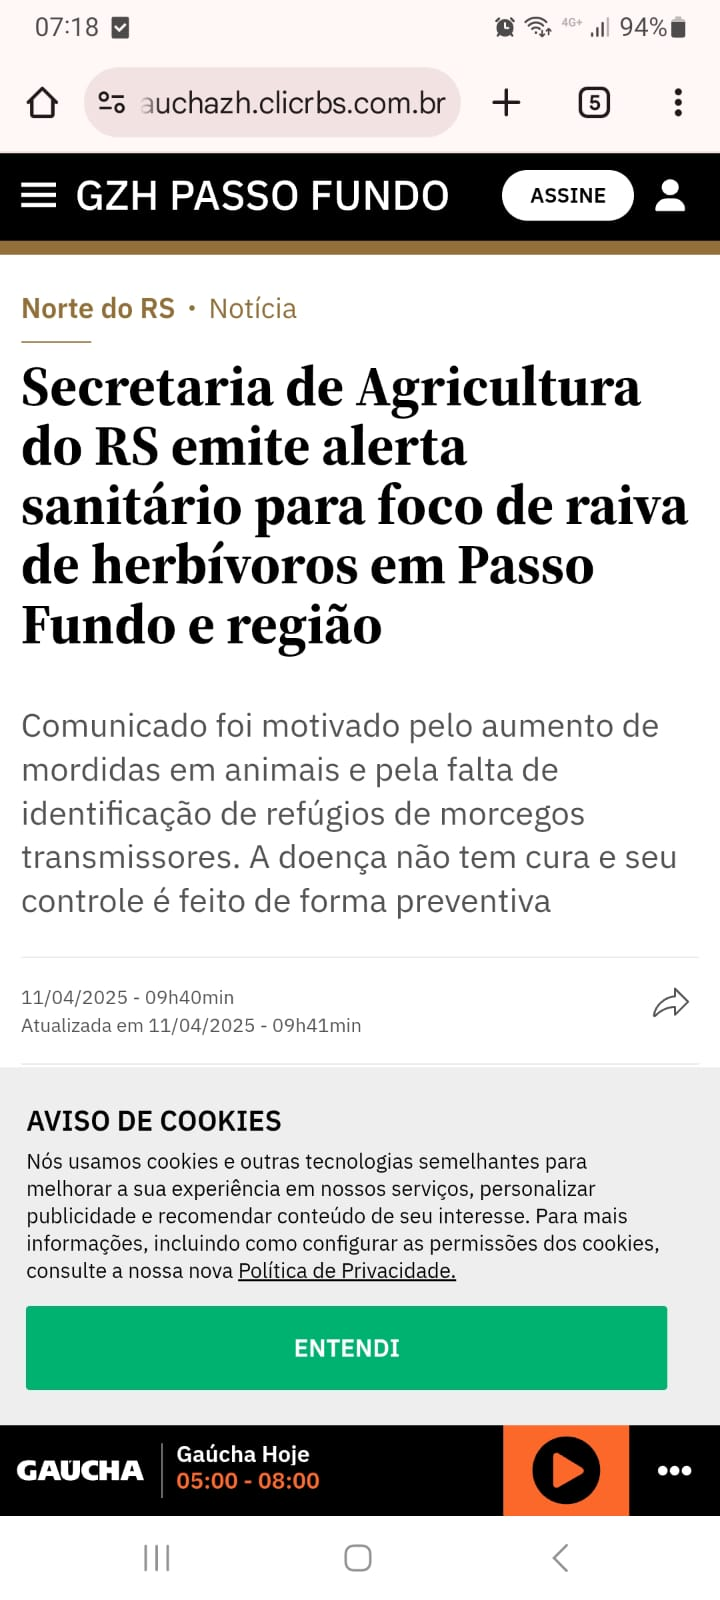 07:18
4G+ 94%
auchazh.clicrbs.com.br
5
GZH PASSO FUNDO
ASSINE
Norte do RS • Notícia
Secretaria de Agricultura
do RS emite alerta
sanitário para foco de raiva
de herbívoros em Passo
Fundo e região
Comunicado foi motivado pelo aumento de
mordidas em animais e pela falta de
identificação de refúgios de morcegos
transmissores. A doença não tem cura e seu
controle é feito de forma preventiva
11/04/2025 - 09h40min
Atualizada em 11/04/2025 - 09h41min
AVISO DE COOKIES
Nós usamos cookies e outras tecnologias semelhantes para
melhorar a sua experiência em nossos serviços, personalizar
publicidade e recomendar conteúdo de seu interesse. Para mais
informações, incluindo como configurar as permissões dos cookies,
consulte a nossa nova Política de Privacidade.
ENTENDI
GAÚCHA
Gaúcha Hoje
05:00 - 08:00